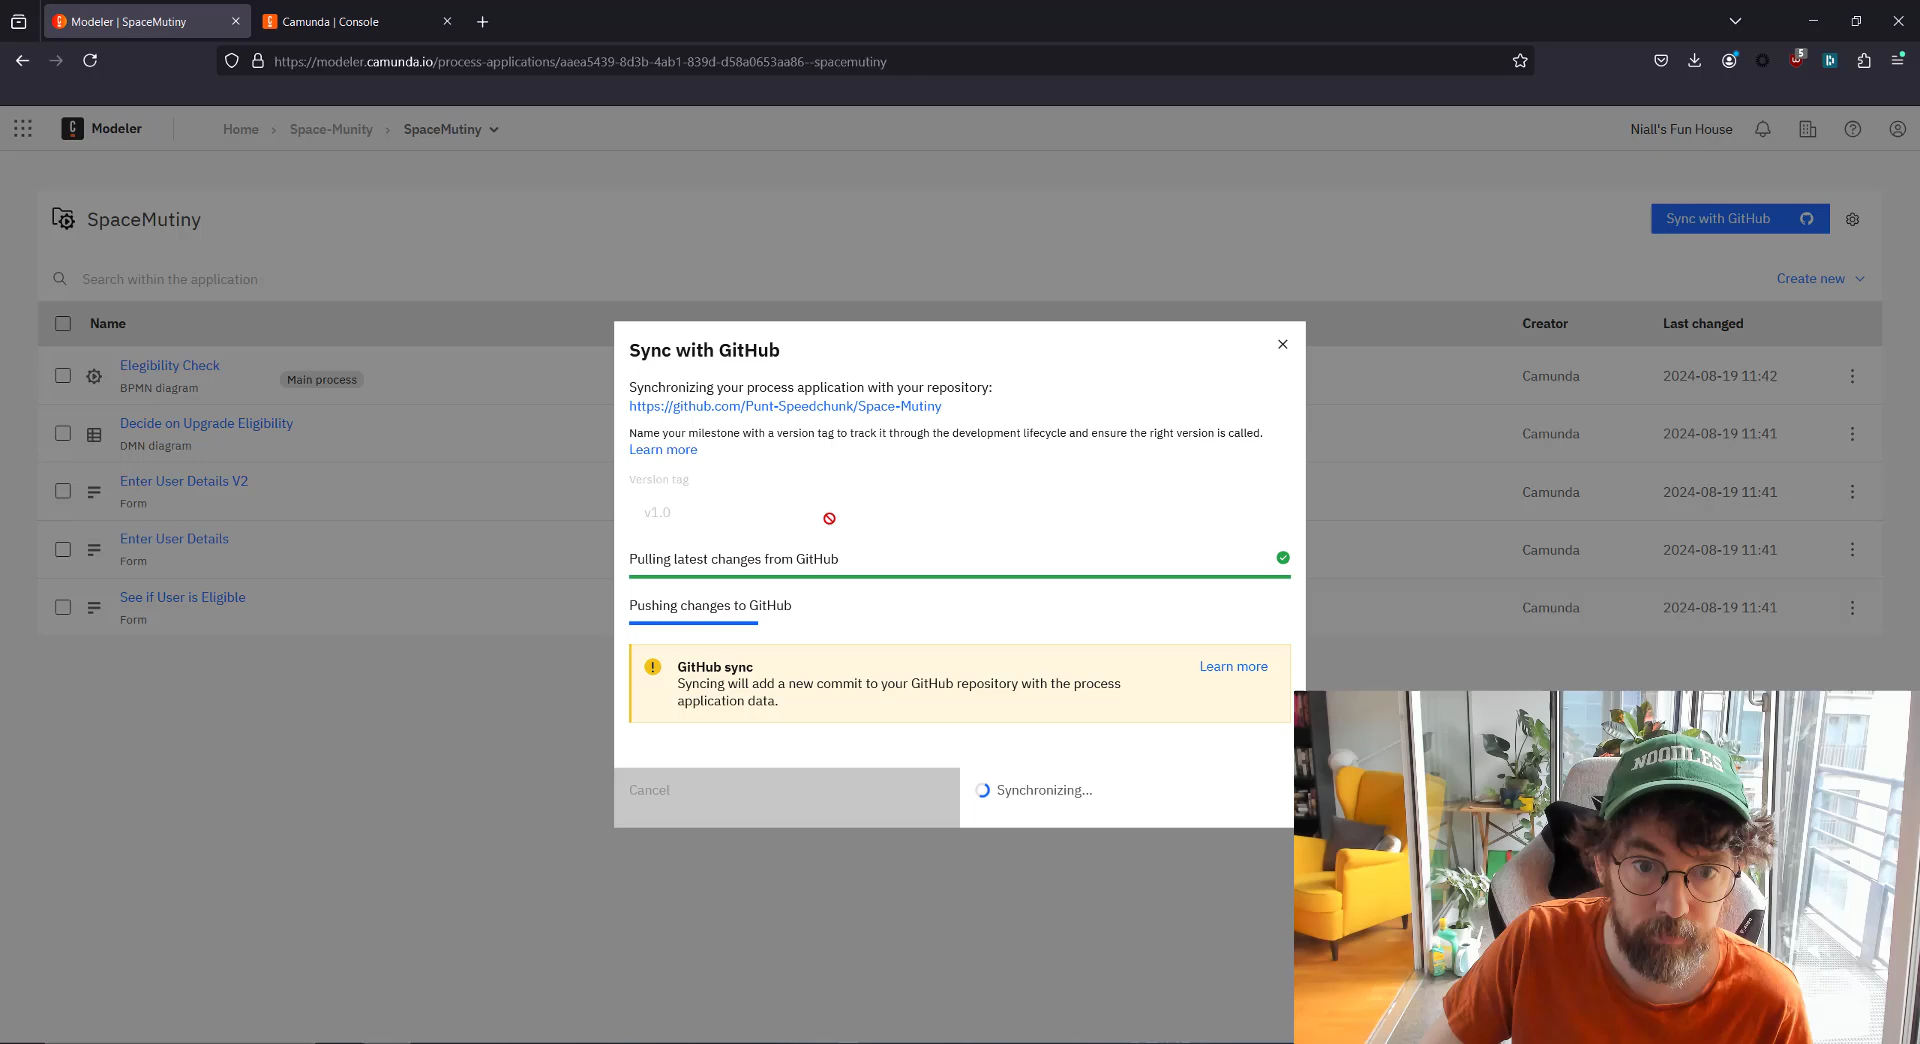 Modeler | SpaceMutiny
Camunda | Console
https://modeler.camunda.io/process-applications/aaea5439-8d3b-4ab1-839d-d58a0653aa86--spacemutiny
5
Modeler
Home
Space-Munity
SpaceMutiny
Niall's Fun House
SpaceMutiny
Sync with GitHub
Search within the application
Create new
Name
Creator
Last changed
Elegibility Check
BPMN diagram
Main process
Camunda
2024-08-19 11:42
Decide on Upgrade Eligibility
DMN diagram
Camunda
2024-08-19 11:41
Enter User Details V2
Form
Camunda
2024-08-19 11:41
Enter User Details
Form
Camunda
2024-08-19 11:41
See if User is Eligible
Form
Camunda
2024-08-19 11:41
Sync with GitHub
Synchronizing your process application with your repository:
https://github.com/Punt-Speedchunk/Space-Mutiny
Name your milestone with a version tag to track it through the development lifecycle and ensure the right version is called.
Learn more
Version tag
v1.0
Pulling latest changes from GitHub
Pushing changes to GitHub
GitHub sync
Learn more
Syncing will add a new commit to your GitHub repository with the process
application data.
Cancel
Synchronizing...
NOODLES